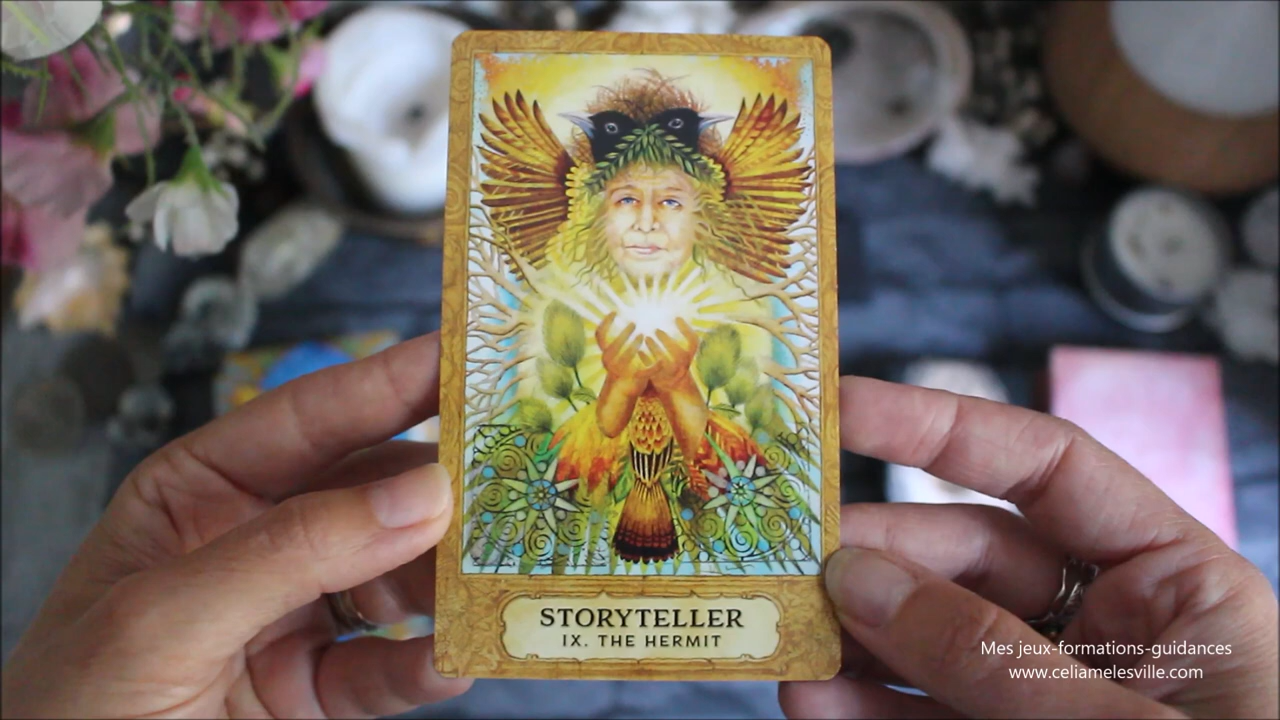 STORYTELLER
IX. THE HERMIT
Mes jeux-formations-guidances
www.celiamelesville.com